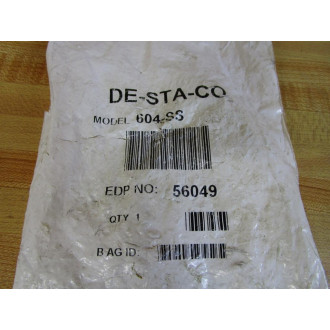 DE-STA-CO
MODEL 604-SS
EDP NO: 56049
QTY 1
BAG ID: